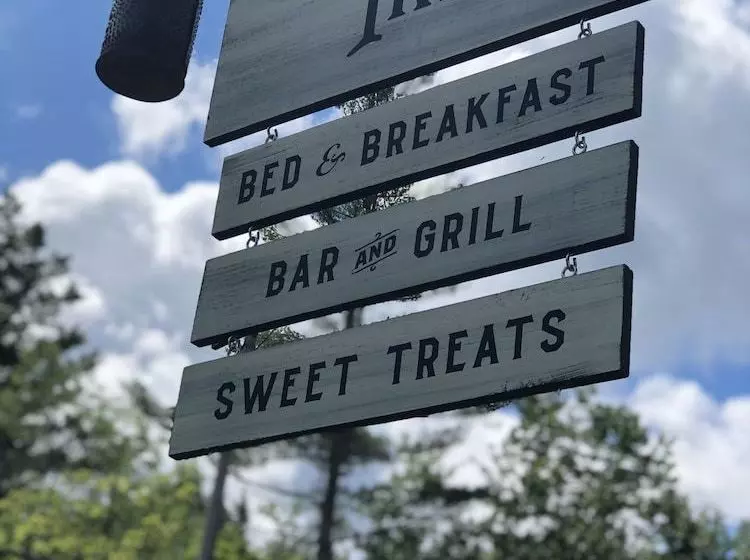 BED & BREAKFAST
BAR AND GRILL
SWEET TREATS